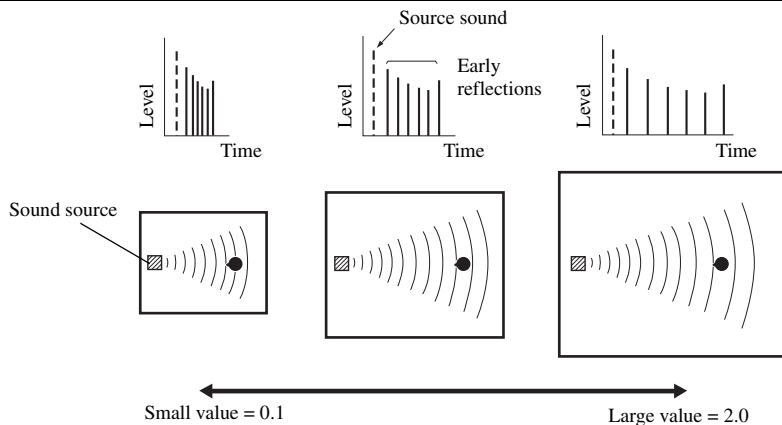 Source sound
Level
Time
Level
Early
reflections
Time
Level
Time
Sound source
Small value = 0.1
Large value = 2.0